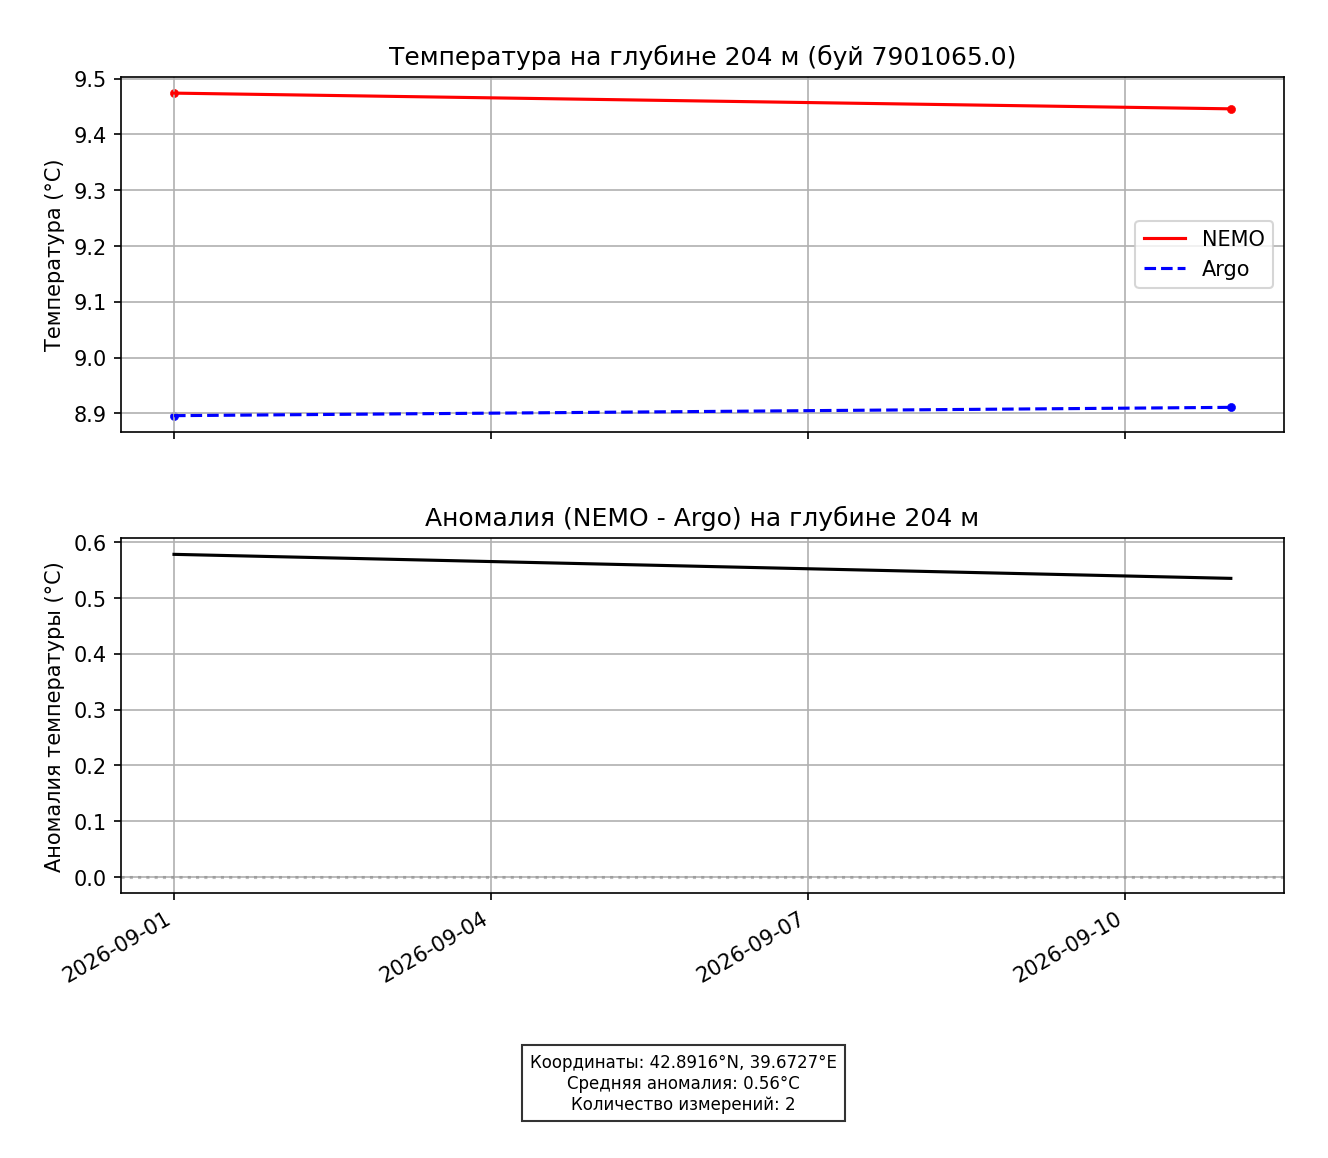 Температура на глубине 204 м (буй 7901065.0)
Температура (°C)
9.5
9.4
9.3
9.2
9.1
9.0
8.9
NEMO
Argo
Аномалия (NEMO - Argo) на глубине 204 м
Аномалия температуры (°C)
0.6
0.5
0.4
0.3
0.2
0.1
0.0
2026-09-01
2026-09-04
2026-09-07
2026-09-10
Координаты: 42.8916°N, 39.6727°E
Средняя аномалия: 0.56°C
Количество измерений: 2